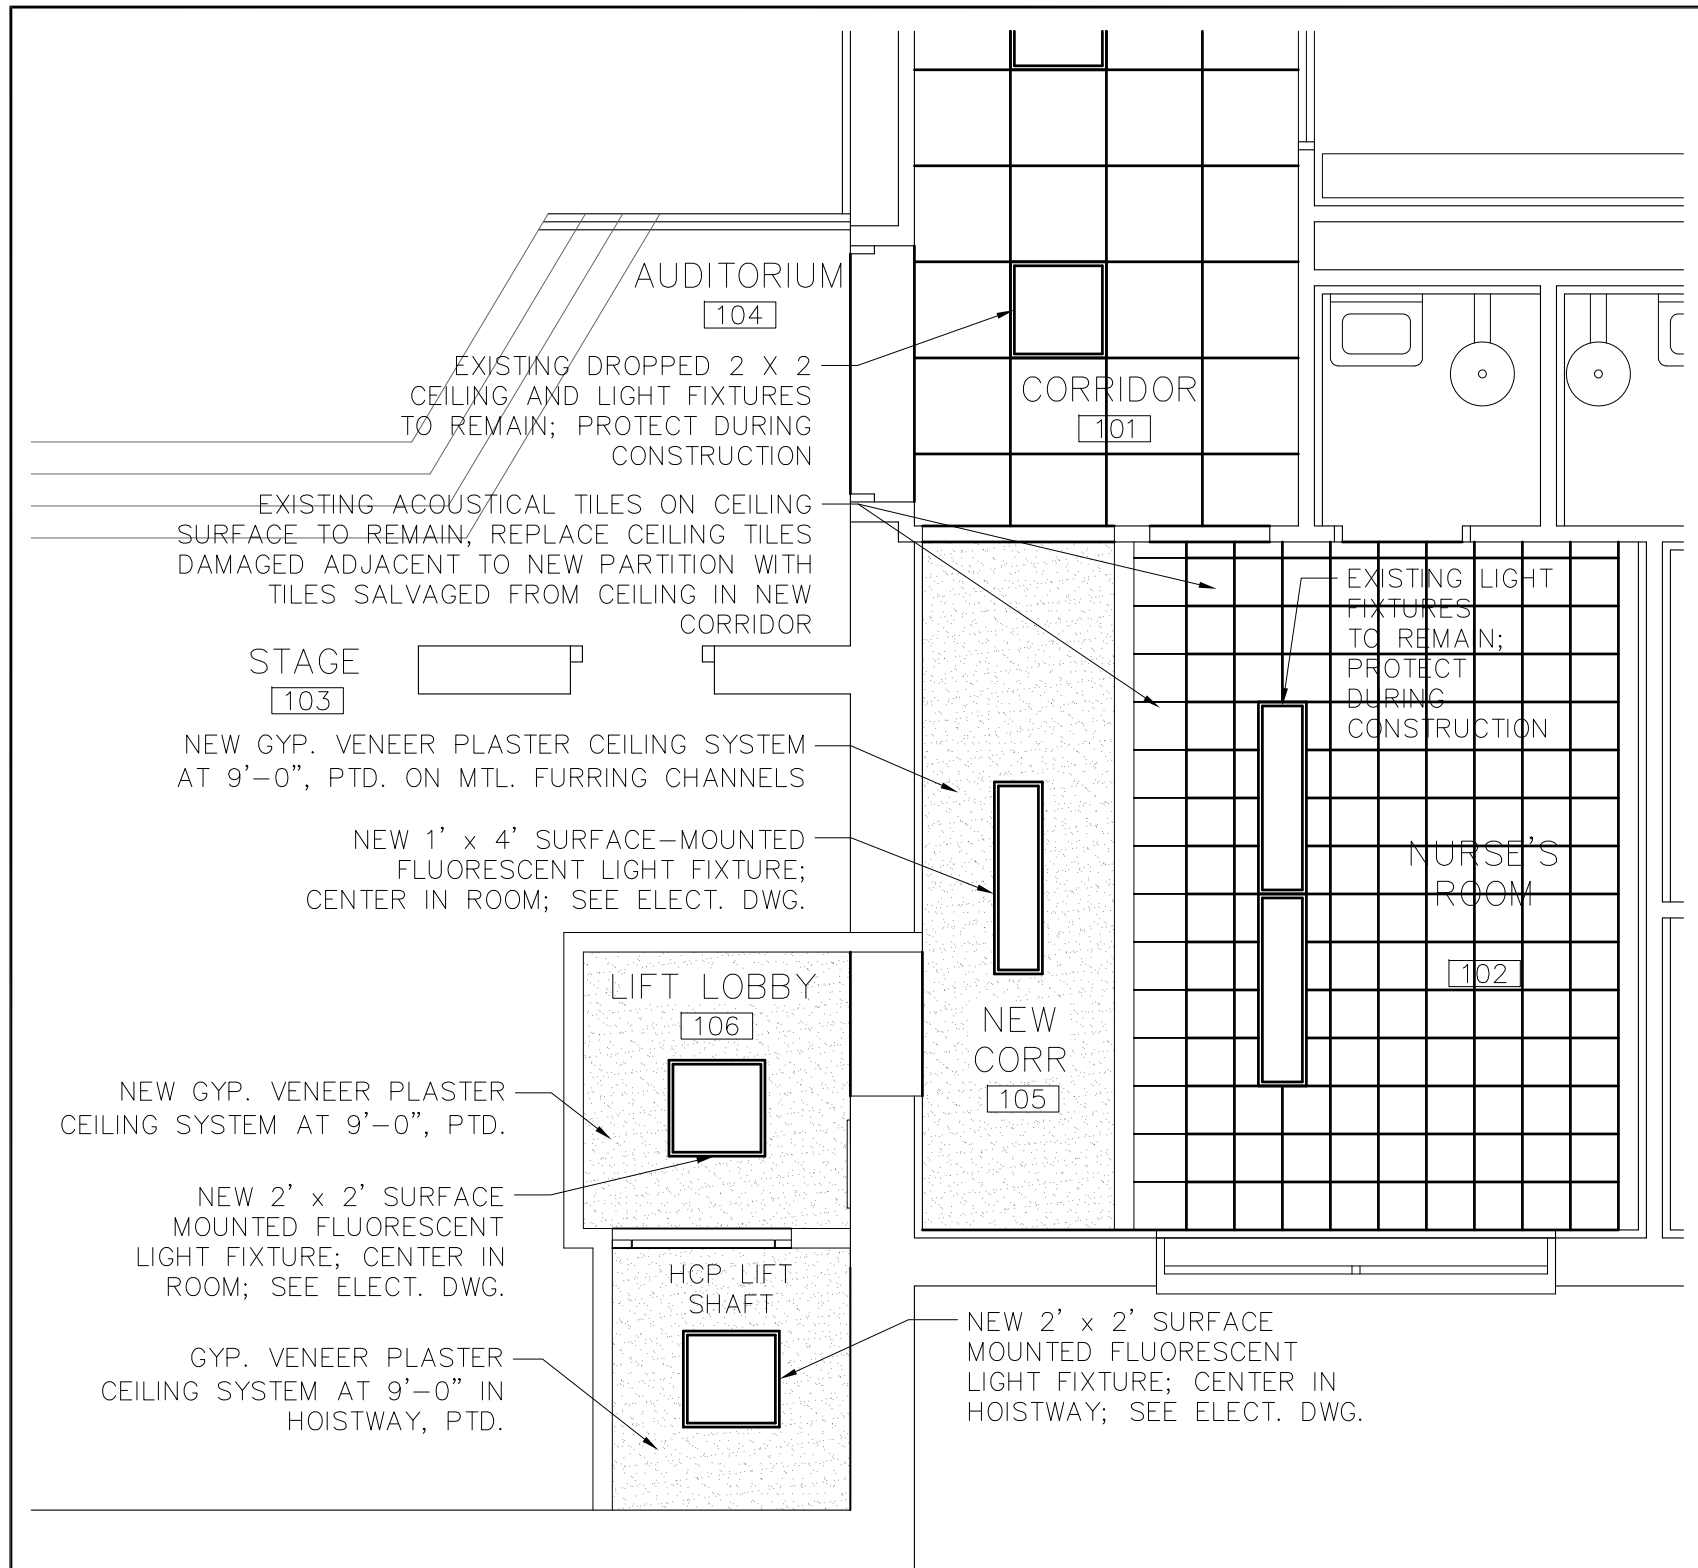 AUDITORIUM
104
EXISTING DROPPED 2 X 2
CEILING AND LIGHT FIXTURES
TO REMAIN; PROTECT DURING
CONSTRUCTION
CORRIDOR
101
EXISTING ACOUSTICAL TILES ON CEILING
SURFACE TO REMAIN, REPLACE CEILING TILES
DAMAGED ADJACENT TO NEW PARTITION WITH
TILES SALVAGED FROM CEILING IN NEW
CORRIDOR
EXISTING LIGHT
FIXTURES
TO REMAIN;
PROTECT
DURING
CONSTRUCTION
STAGE
103
NEW GYP. VENEER PLASTER CEILING SYSTEM
AT 9'-0", PTD. ON MTL. FURRING CHANNELS
NEW 1' x 4' SURFACE-MOUNTED
FLUORESCENT LIGHT FIXTURE;
CENTER IN ROOM; SEE ELECT. DWG.
NURSE'S
ROOM
102
LIFT LOBBY
106
NEW
CORR
105
NEW GYP. VENEER PLASTER
CEILING SYSTEM AT 9'-0", PTD.
NEW 2' x 2' SURFACE
MOUNTED FLUORESCENT
LIGHT FIXTURE; CENTER IN
ROOM; SEE ELECT. DWG.
HCP LIFT
SHAFT
GYP. VENEER PLASTER
CEILING SYSTEM AT 9'-0" IN
HOISTWAY, PTD.
NEW 2' x 2' SURFACE
MOUNTED FLUORESCENT
LIGHT FIXTURE; CENTER IN
HOISTWAY; SEE ELECT. DWG.